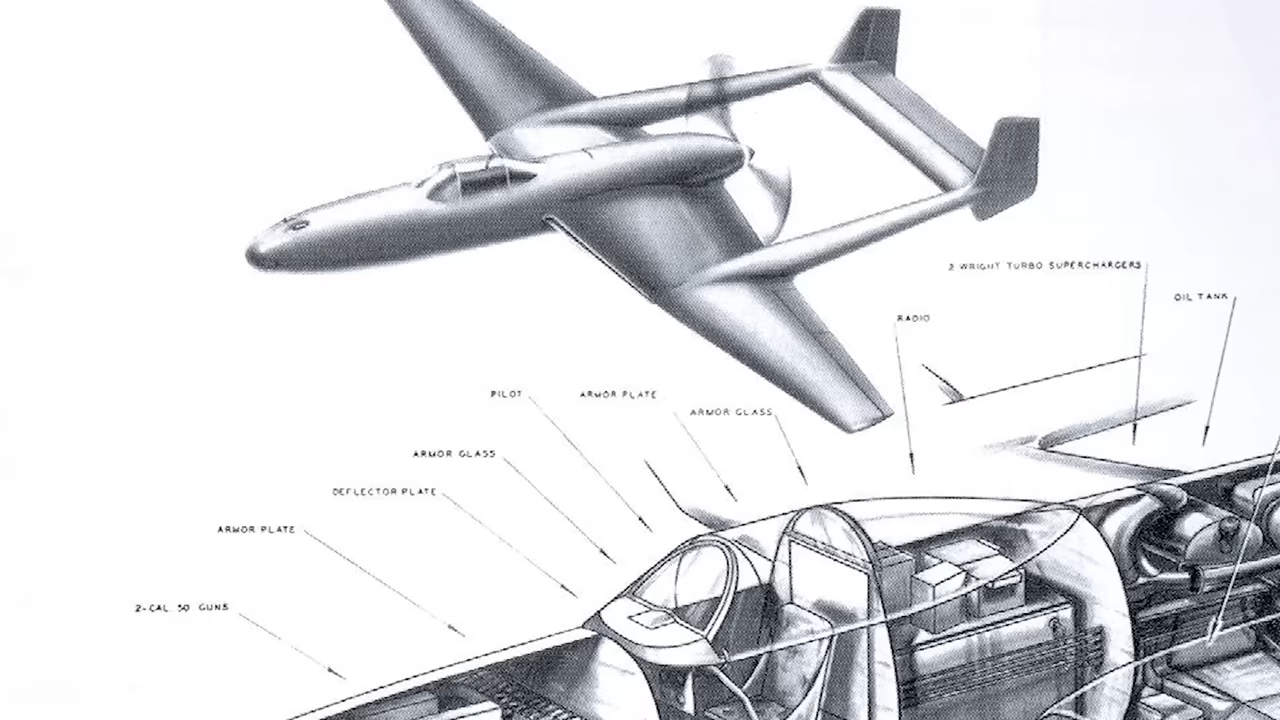 2 WRIGHT TURBO SUPERCHARGERS
OIL TANK
RADIO
PILOT
ARMOR PLATE
ARMOR GLASS
ARMOR GLASS
DEFLECTOR PLATE
ARMOR PLATE
2-CAL. 50 GUNS